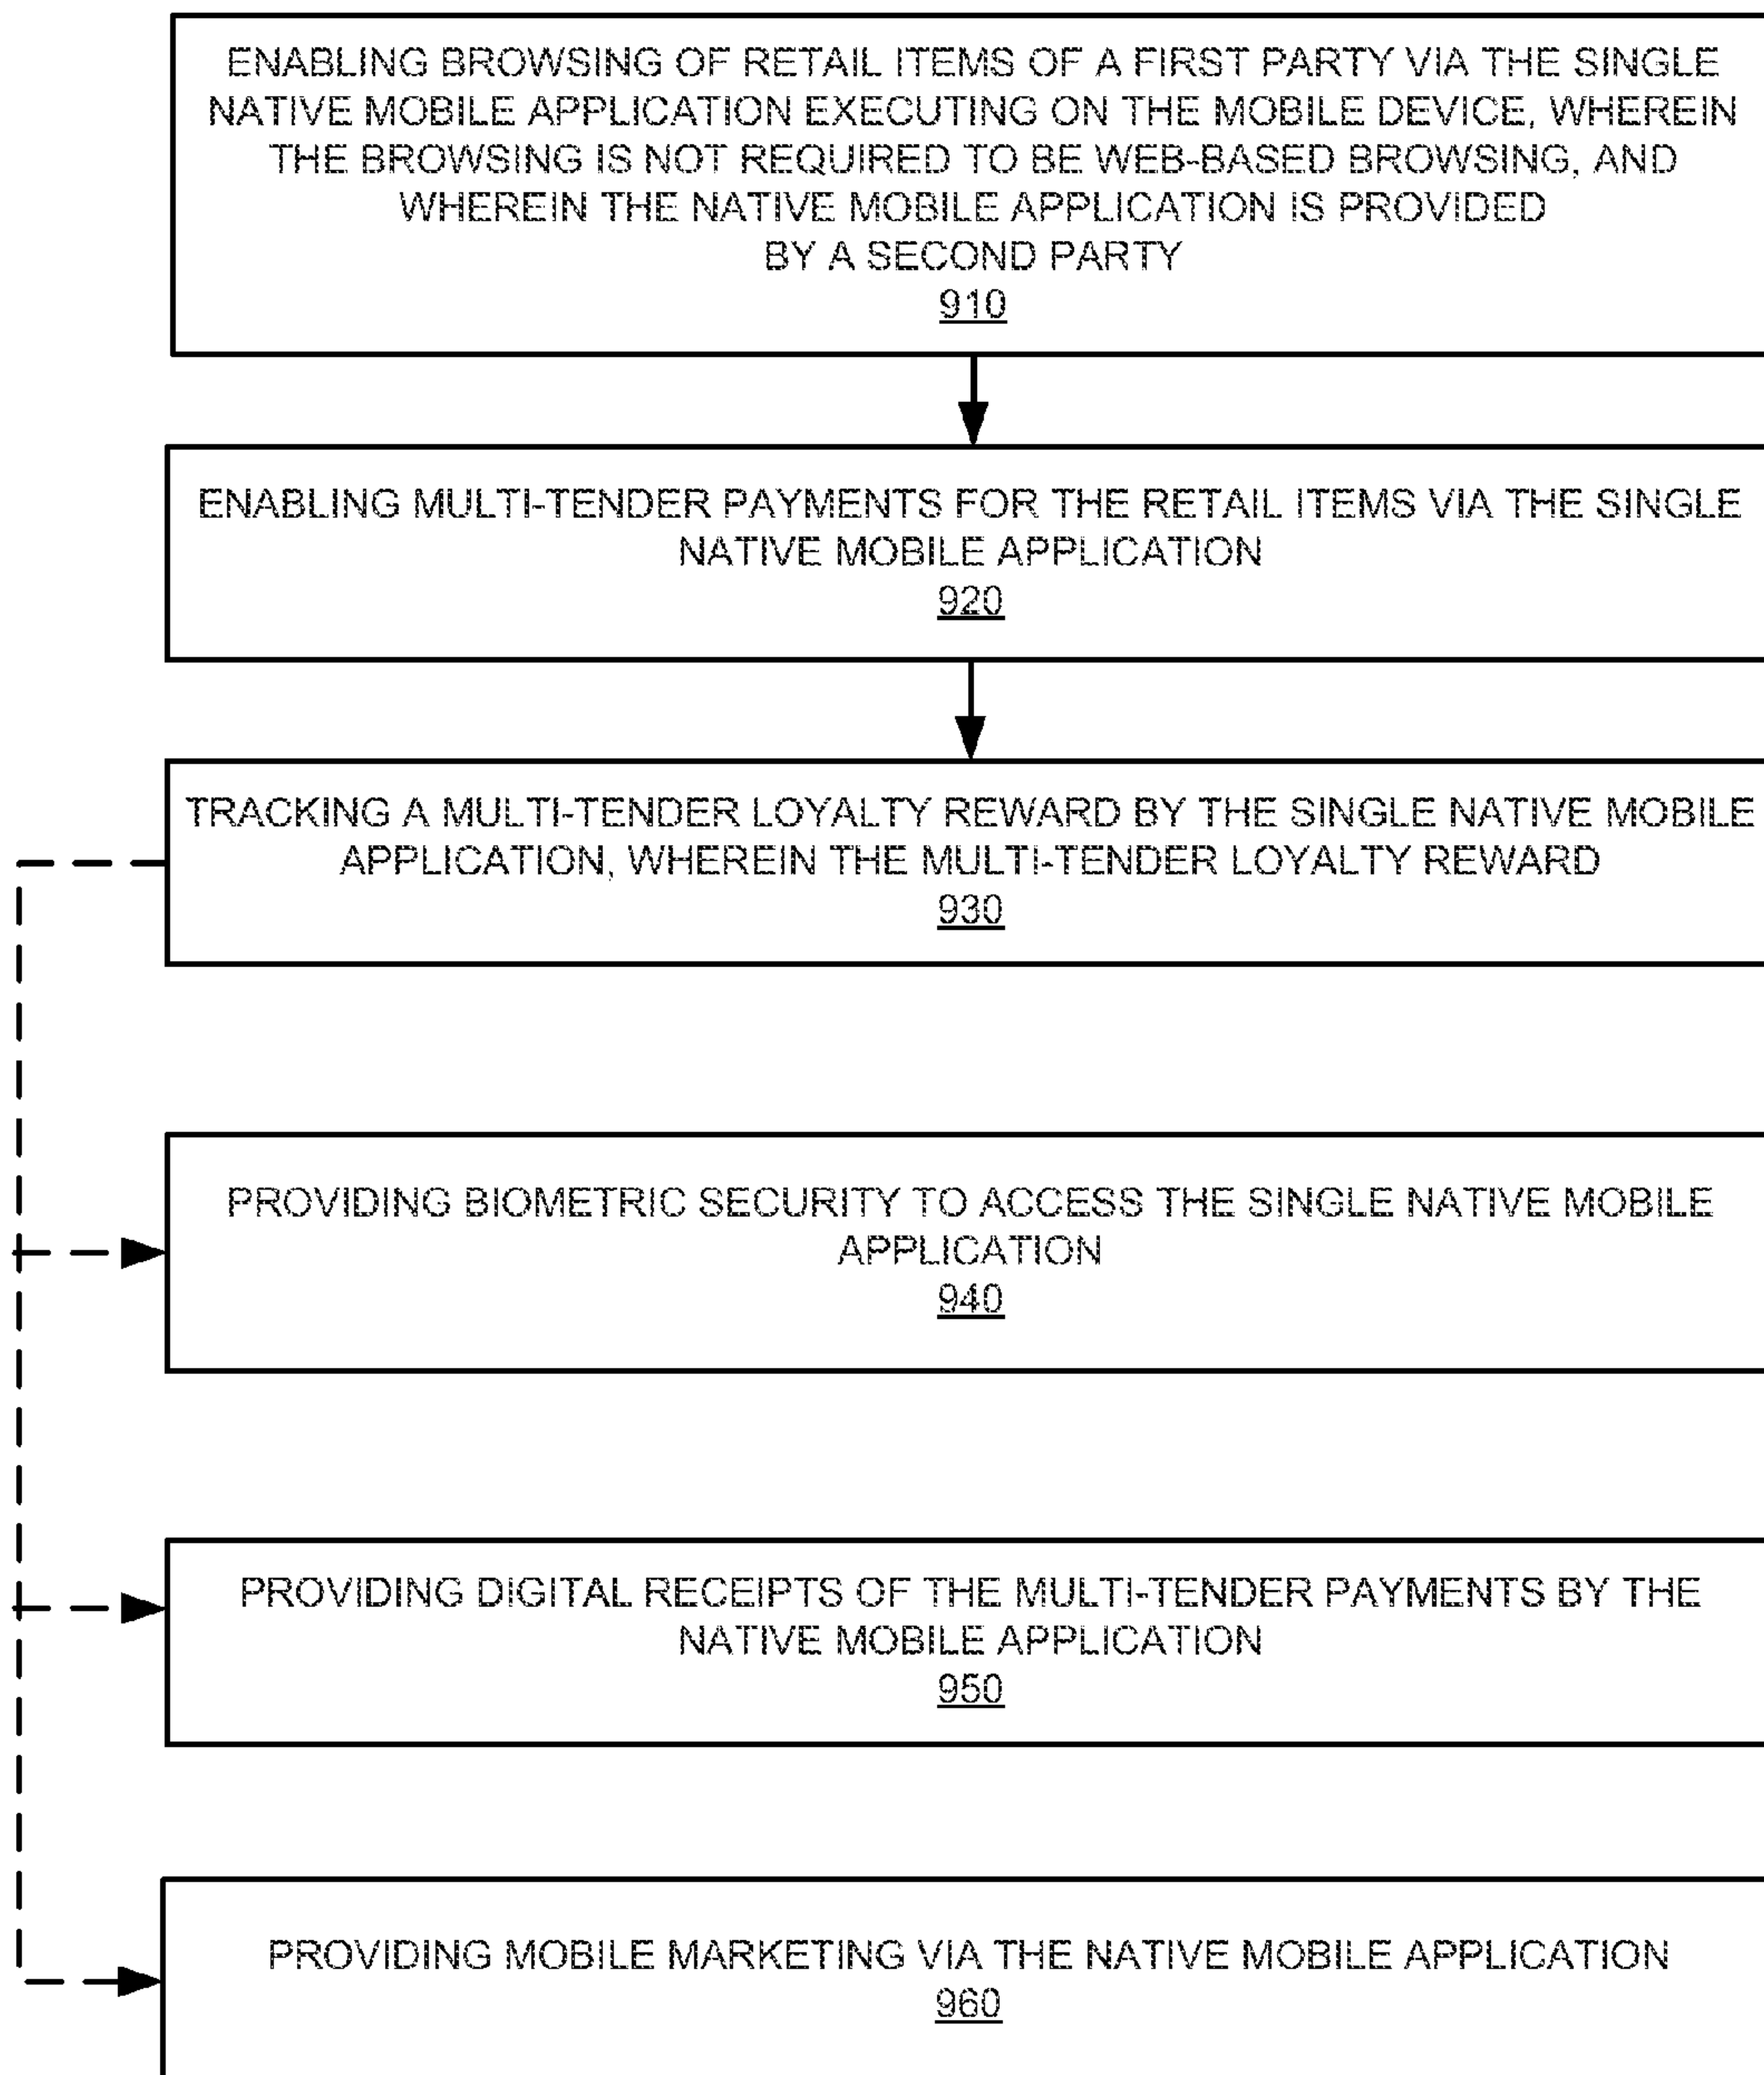 ENABLING BROWSING OF RETAIL ITEMS OF A FIRST PARTY VIA THE SINGLE
NATIVE MOBILE APPLICATION EXECUTING ON THE MOBILE DEVICE, WHEREIN
THE BROWSING IS NOT REQUIRED TO BE WEB-BASED BROWSING, AND
WHEREIN THE NATIVE MOBILE APPLICATION IS PROVIDED
BY A SECOND PARTY
910
ENABLING MULTI-TENDER PAYMENTS FOR THE RETAIL ITEMS VIA THE SINGLE
NATIVE MOBILE APPLICATION
920
TRACKING A MULTI-TENDER LOYALTY REWARD BY THE SINGLE NATIVE MOBILE
APPLICATION, WHEREIN THE MULTI-TENDER LOYALTY REWARD
930
PROVIDING BIOMETRIC SECURITY TO ACCESS THE SINGLE NATIVE MOBILE
APPLICATION
940
PROVIDING DIGITAL RECEIPTS OF THE MULTI-TENDER PAYMENTS BY THE
NATIVE MOBILE APPLICATION
950
PROVIDING MOBILE MARKETING VIA THE NATIVE MOBILE APPLICATION
960